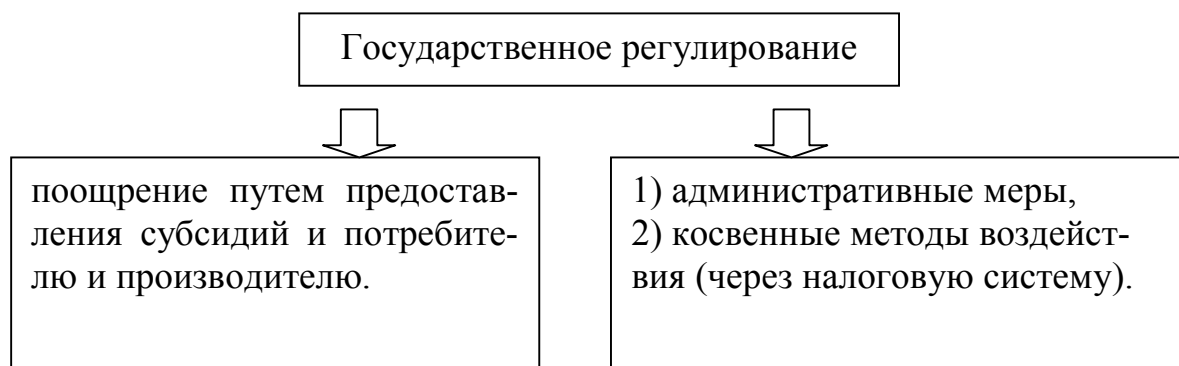 Государственное регулирование
поощрение путем предостав-
ления субсидий и потребите-
лю и производителю.
1) административные меры,
2) косвенные методы воздейст-
вия (через налоговую систему).